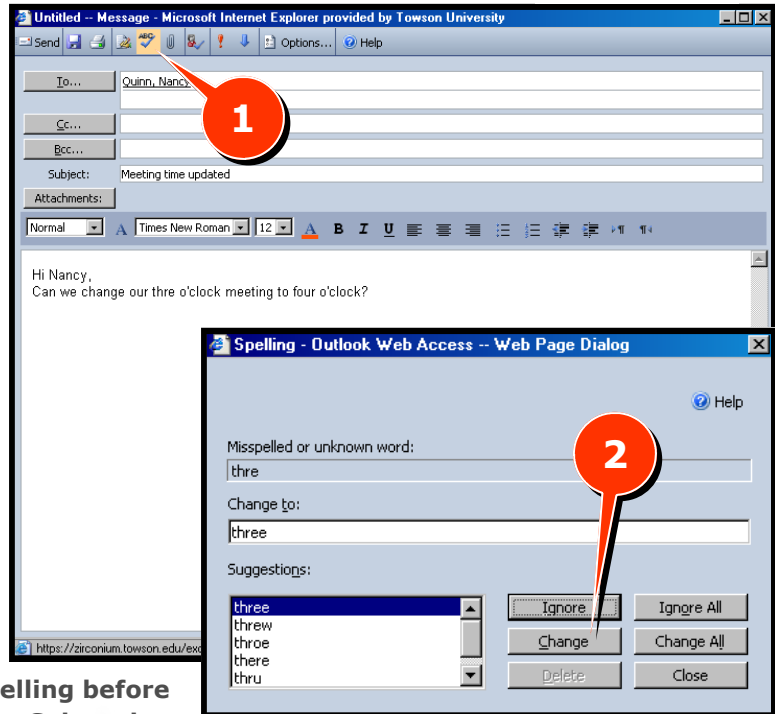 Untitled -- Message - Microsoft Internet Explorer provided by Towson University
Send Options... Help
To... Quinn, Nancy
1
Cc...
Bcc...
Subject: Meeting time updated
Attachments:
Normal A Times New Roman 12 A B I U
Hi Nancy,
Can we change our thre o'clock meeting to four o'clock?
Spelling - Outlook Web Access -- Web Page Dialog
Help
2
Misspelled or unknown word:
thre
Change to:
three
Suggestions:
three
threw
throe
there
thru
Ignore Ignore All
Change Change All
Delete Close
https://zirconium.towson.edu/exc
elling before